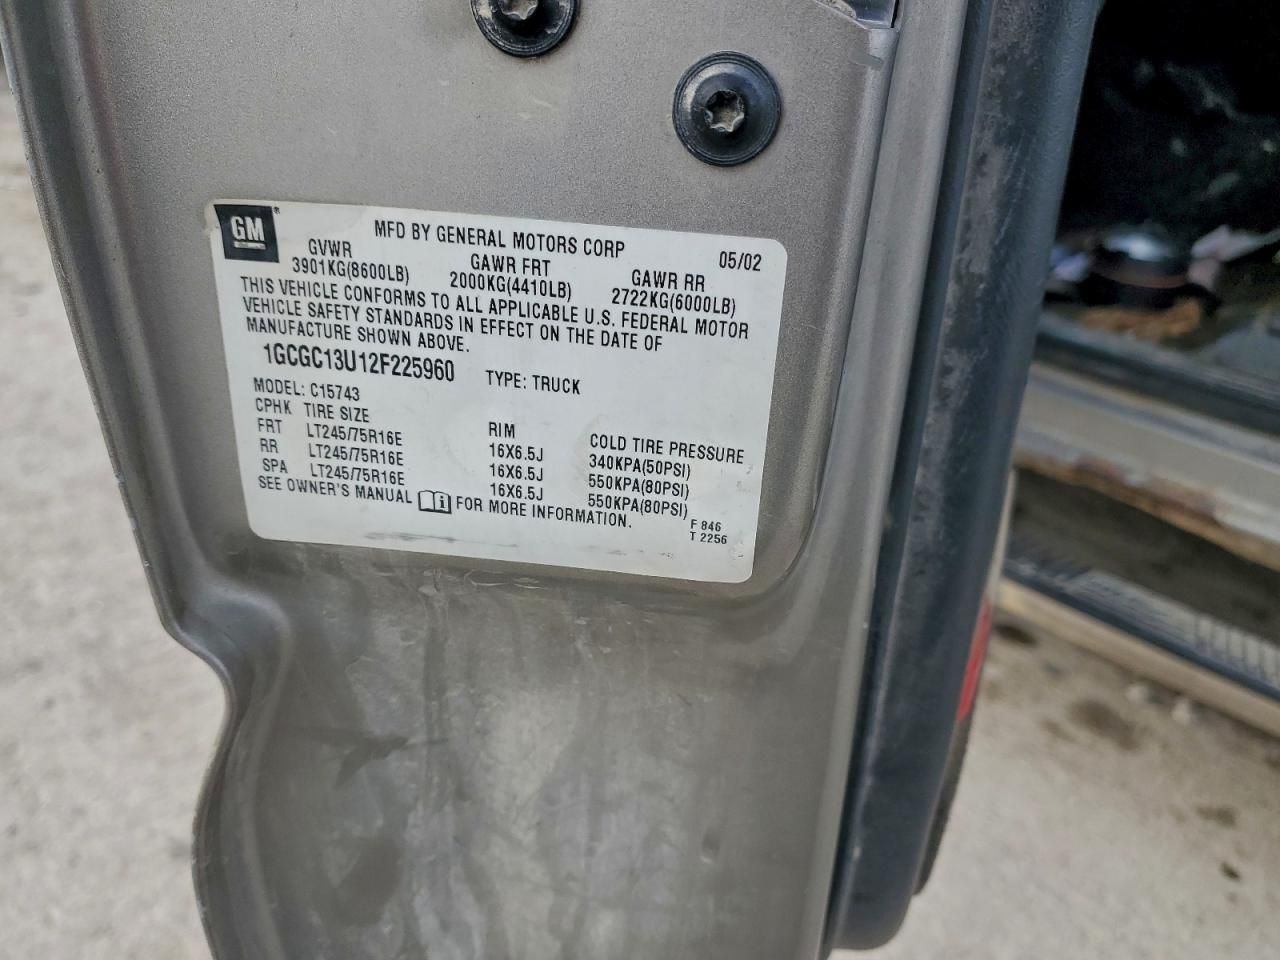 GM
MFD BY GENERAL MOTORS CORP 05/02
GVWR GAWR FRT GAWR RR
3901KG(8600LB) 2000KG(4410LB) 2722KG(6000LB)
THIS VEHICLE CONFORMS TO ALL APPLICABLE U.S. FEDERAL MOTOR
VEHICLE SAFETY STANDARDS IN EFFECT ON THE DATE OF
MANUFACTURE SHOWN ABOVE.
1GCGC13U12F225960 TYPE: TRUCK
MODEL: C15743
CPHK TIRE SIZE RIM COLD TIRE PRESSURE
FRT LT245/75R16E 16X6.5J 340KPA(50PSI)
RR LT245/75R16E 16X6.5J 550KPA(80PSI)
SPA LT245/75R16E 16X6.5J 550KPA(80PSI)
SEE OWNER'S MANUAL i FOR MORE INFORMATION. F 846
T 2256